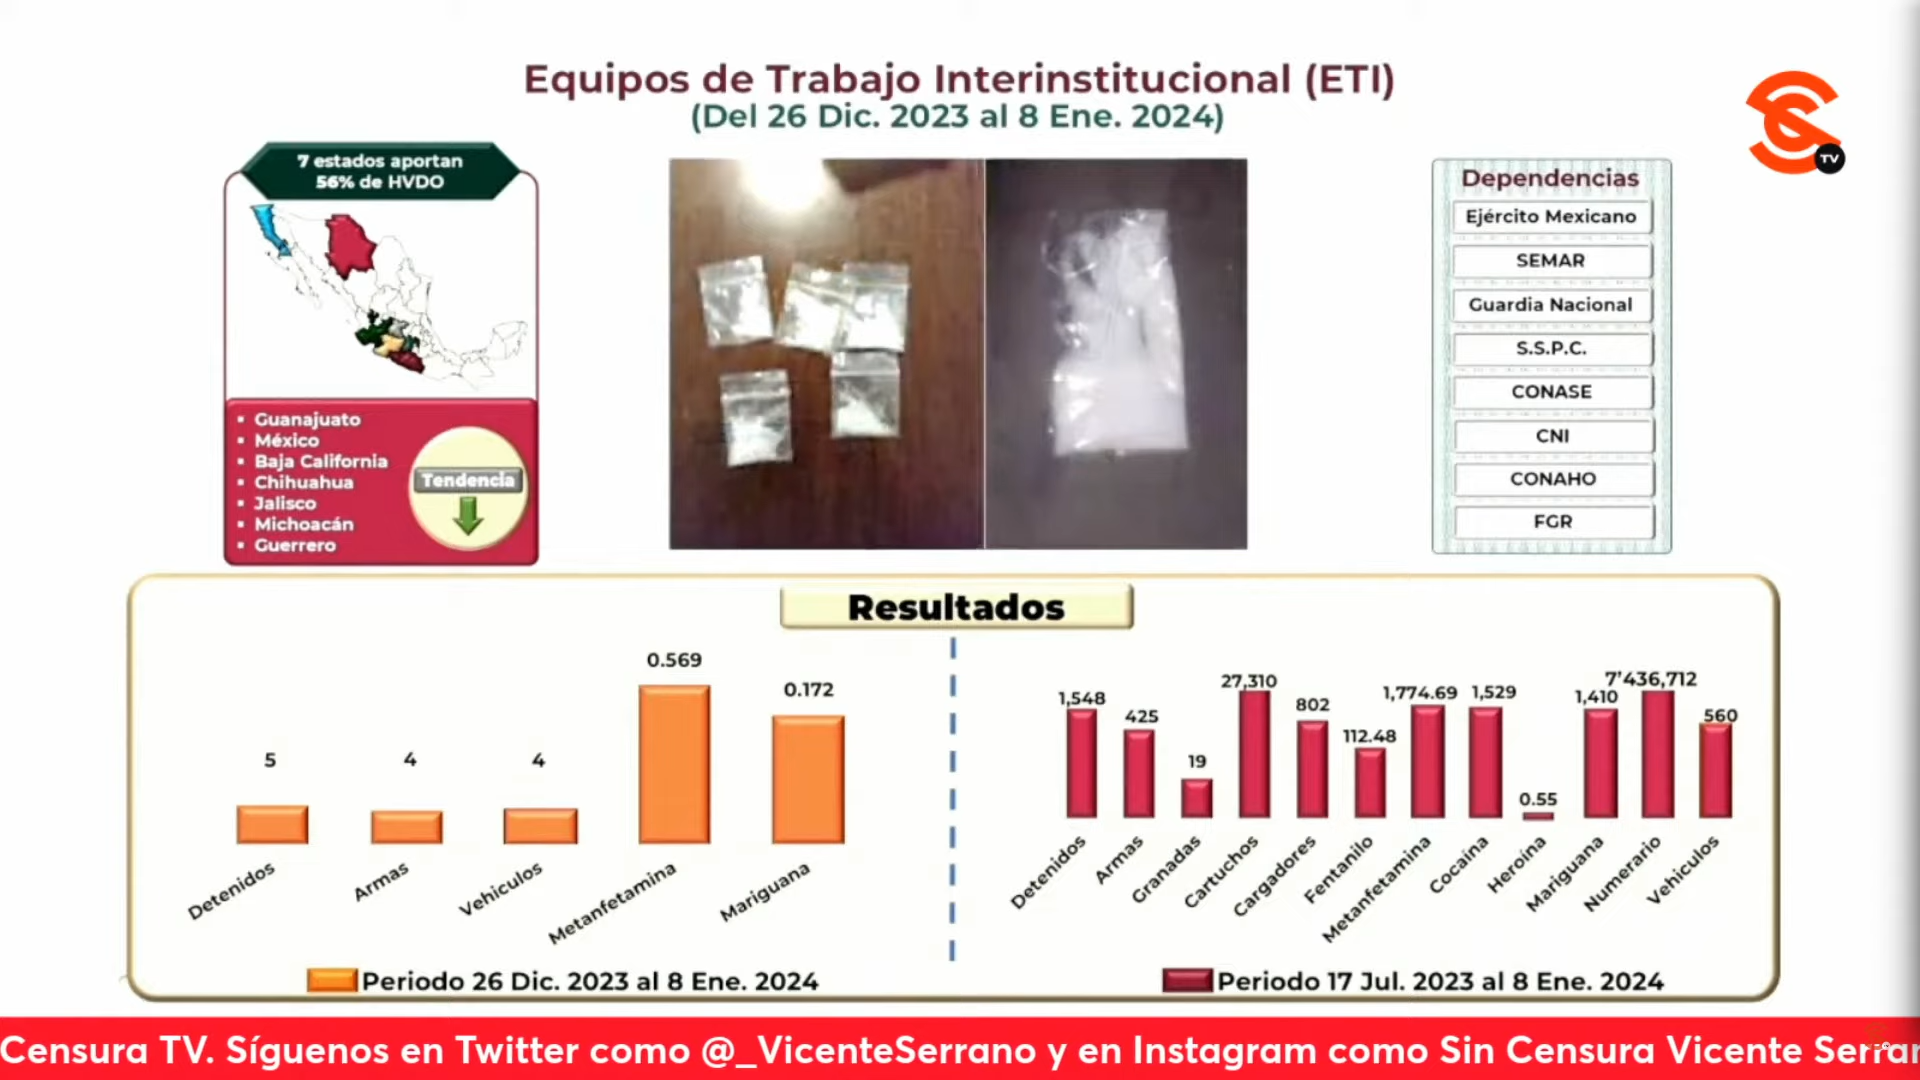 Equipos de Trabajo Interinstitucional (ETI)
(Del 26 Dic. 2023 al 8 Ene. 2024)
TV
7 estados aportan
56% de HVDO
Guanajuato
México
Baja California
Chihuahua
Jalisco
Michoacán
Guerrero
Tendencia
Dependencias
Ejército Mexicano
SEMAR
Guardia Nacional
S.S.P.C.
CONASE
CNI
CONAHO
FGR
Resultados
5
4
4
0.569
0.172
Detenidos
Armas
Vehiculos
Metanfetamina
Mariguana
Periodo 26 Dic. 2023 al 8 Ene. 2024
1,548
425
19
27,310
802
112.48
1,774.69
1,529
0.55
1,410
7'436,712
560
Detenidos
Armas
Granadas
Cartuchos
Cargadores
Fentanilo
Metanfetamina
Cocaína
Heroína
Mariguana
Numerario
Vehículos
Periodo 17 Jul. 2023 al 8 Ene. 2024
Censura TV. Síguenos en Twitter como @_VicenteSerrano y en Instagram como Sin Censura Vicente Serran